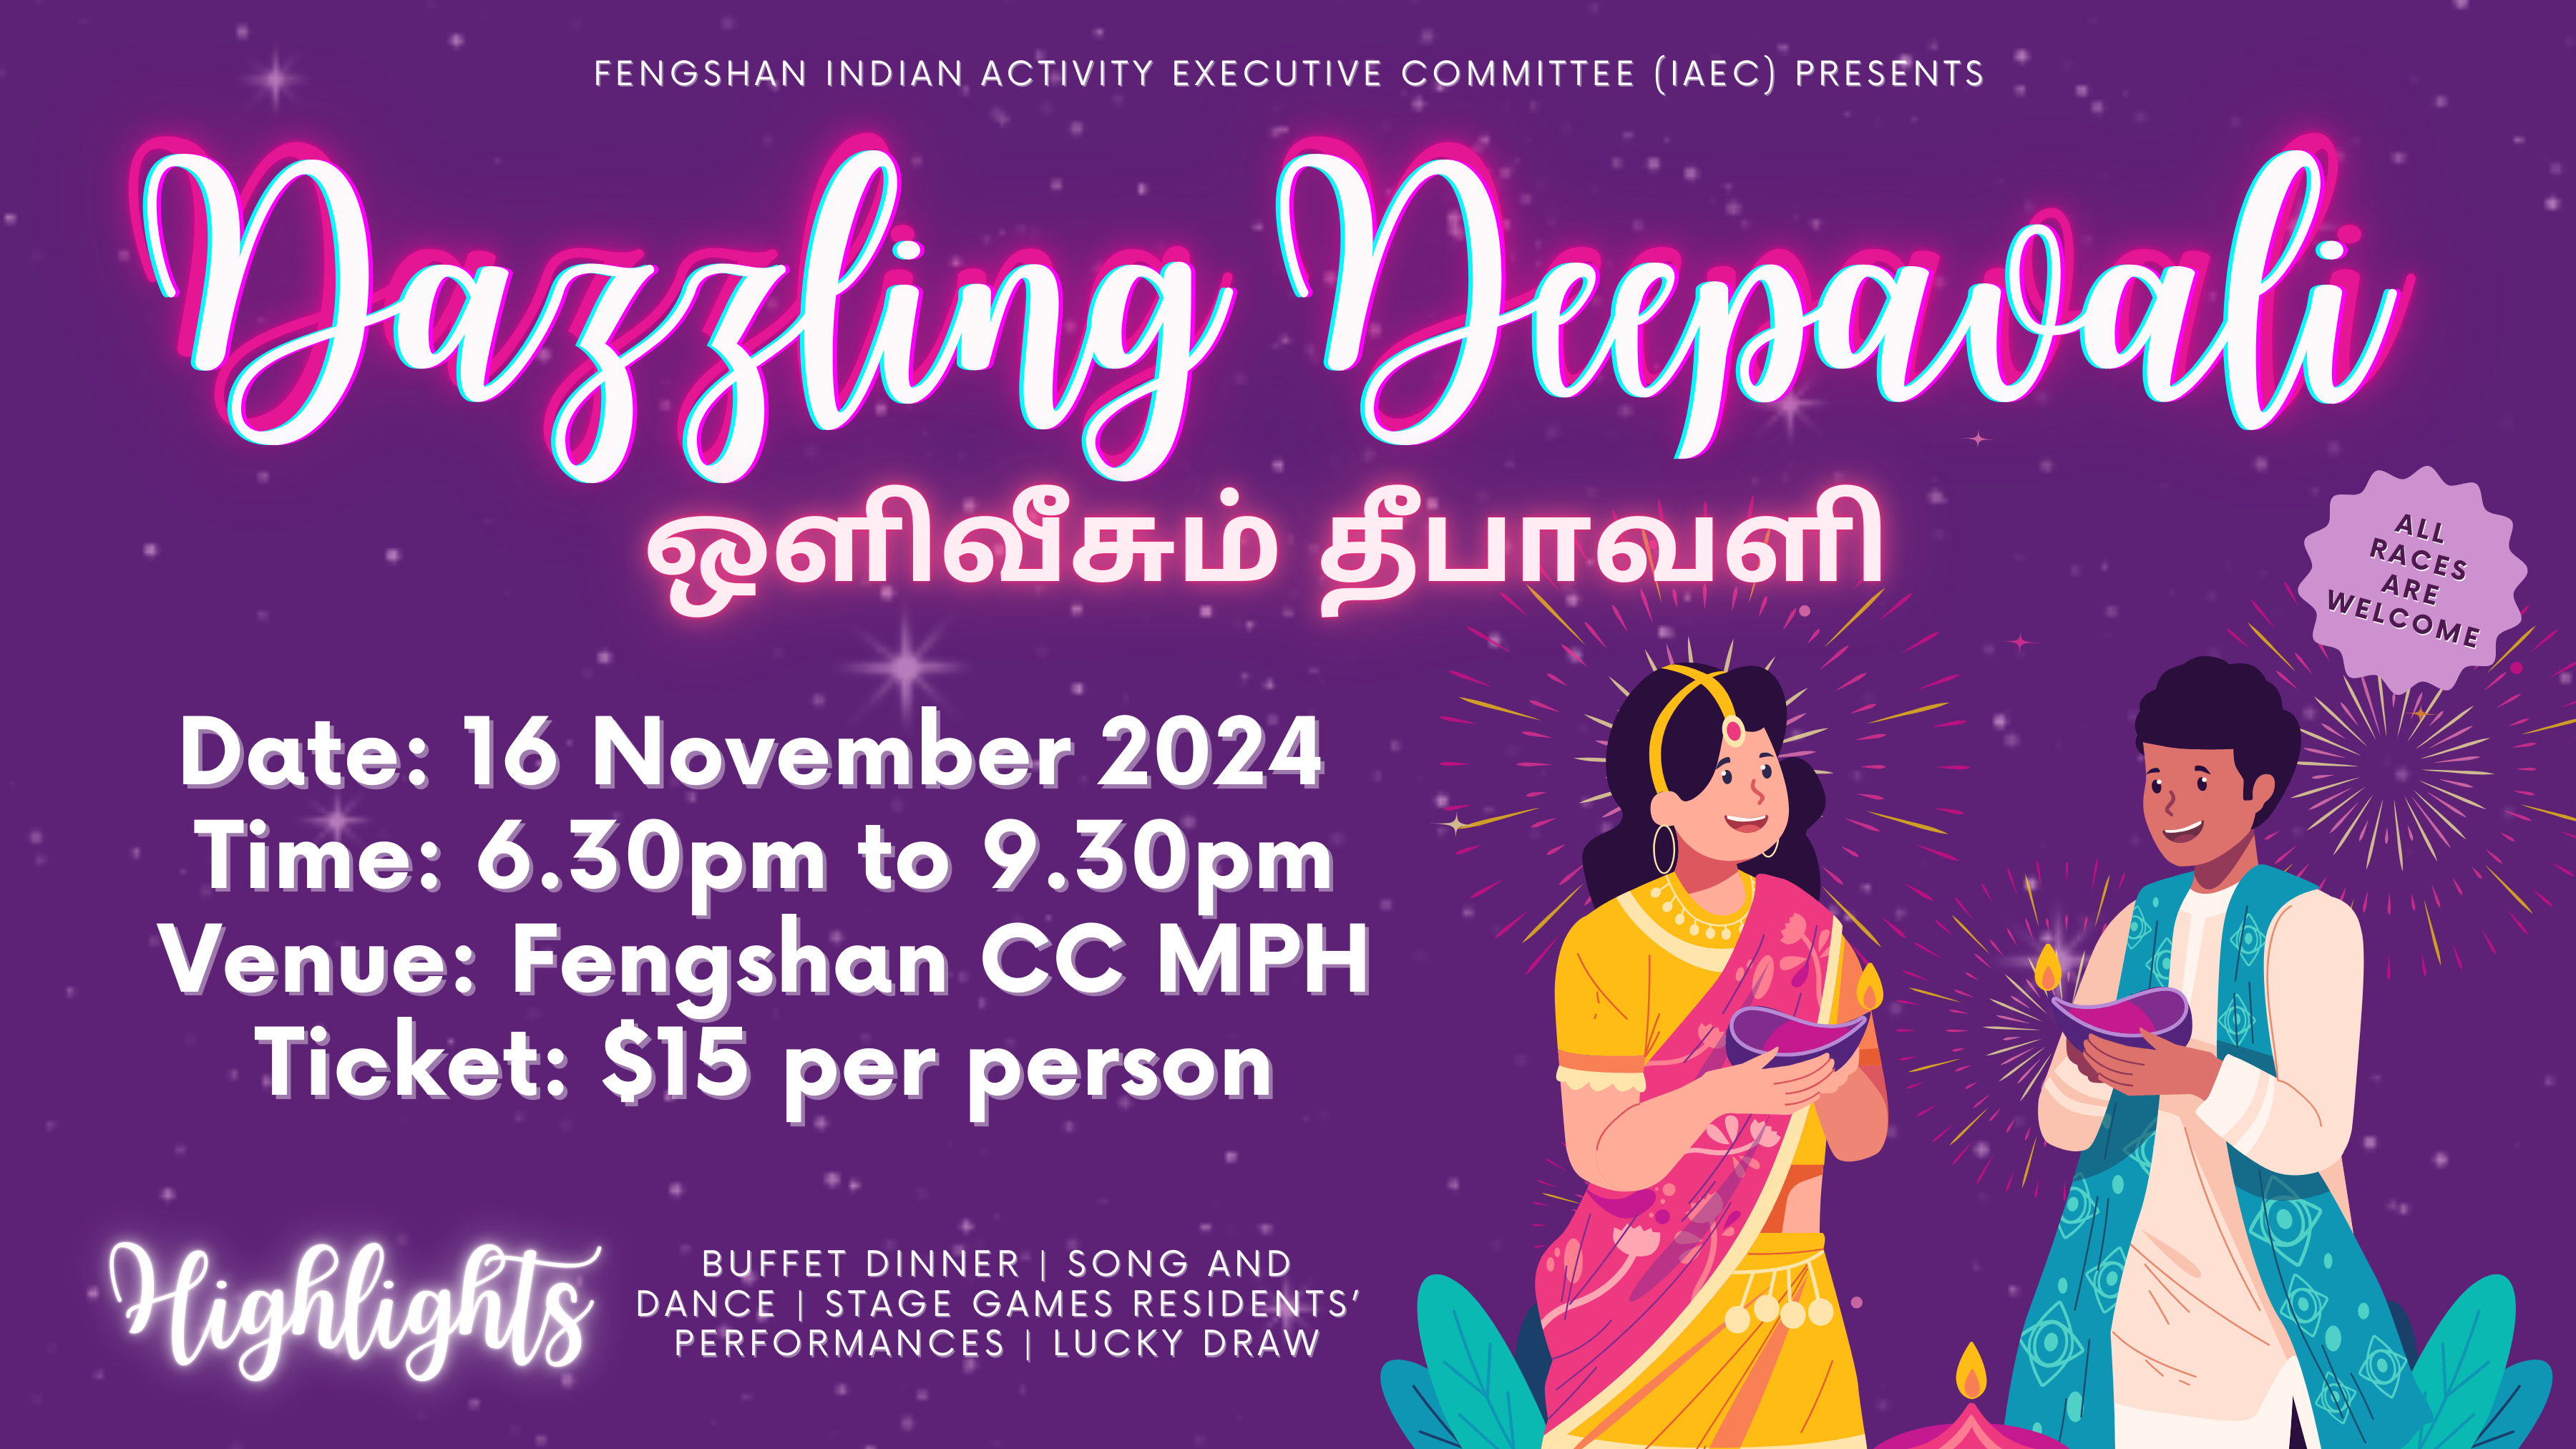 FENGSHAN INDIAN ACTIVITY EXECUTIVE COMMITTEE (IAEC) PRESENTS
Dazzling Deepavali
ஒளிவீசும் தீபாவளி
ALL
RACES
ARE
WELCOME
Date: 16 November 2024
Time: 6.30pm to 9.30pm
Venue: Fengshan CC MPH
Ticket: $15 per person
Highlights
BUFFET DINNER | SONG AND
DANCE | STAGE GAMES RESIDENTS’
PERFORMANCES | LUCKY DRAW